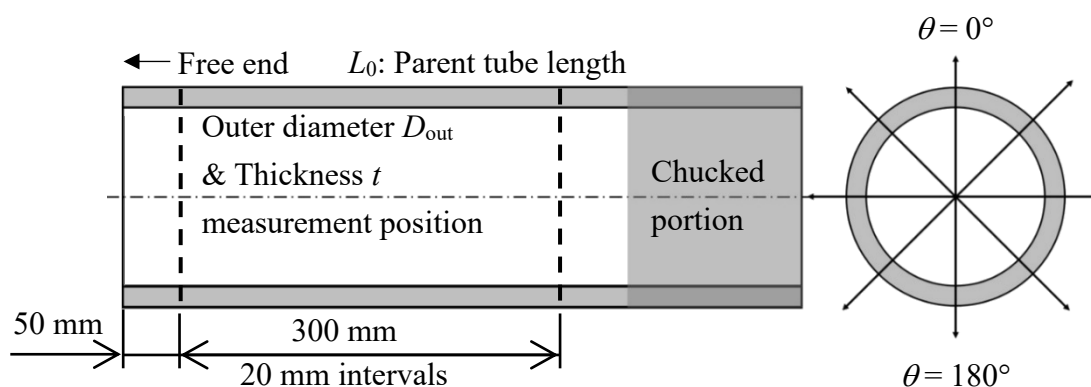 θ = 0°
Free end
L0: Parent tube length
Outer diameter Dout
& Thickness t
measurement position
Chucked
portion
50 mm
300 mm
20 mm intervals
θ = 180°